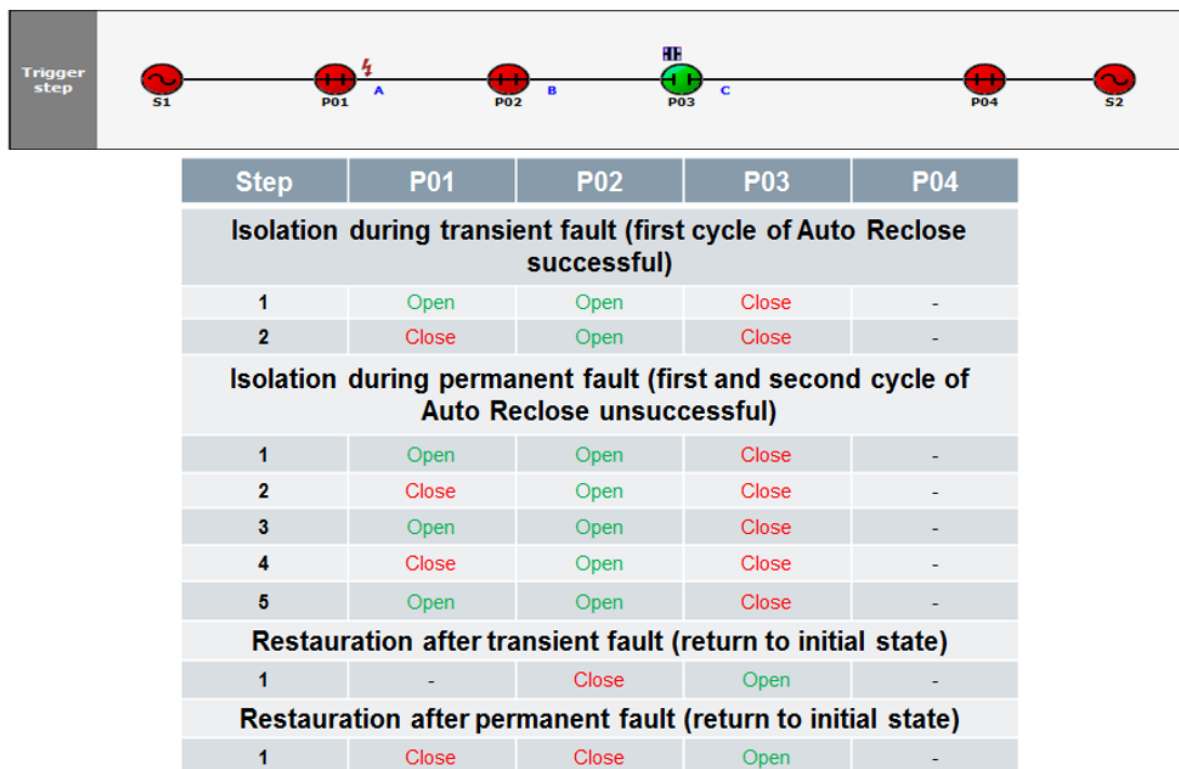 Trigger
step
A B C
S1 P01 P02 P03 P04 S2
Step P01 P02 P03 P04
Isolation during transient fault (first cycle of Auto Reclose
successful)
1 Open Open Close -
2 Close Open Close -
Isolation during permanent fault (first and second cycle of
Auto Reclose unsuccessful)
1 Open Open Close -
2 Close Open Close -
3 Open Open Close -
4 Close Open Close -
5 Open Open Close -
Restauration after transient fault (return to initial state)
1 - Close Open -
Restauration after permanent fault (return to initial state)
1 Close Close Open -